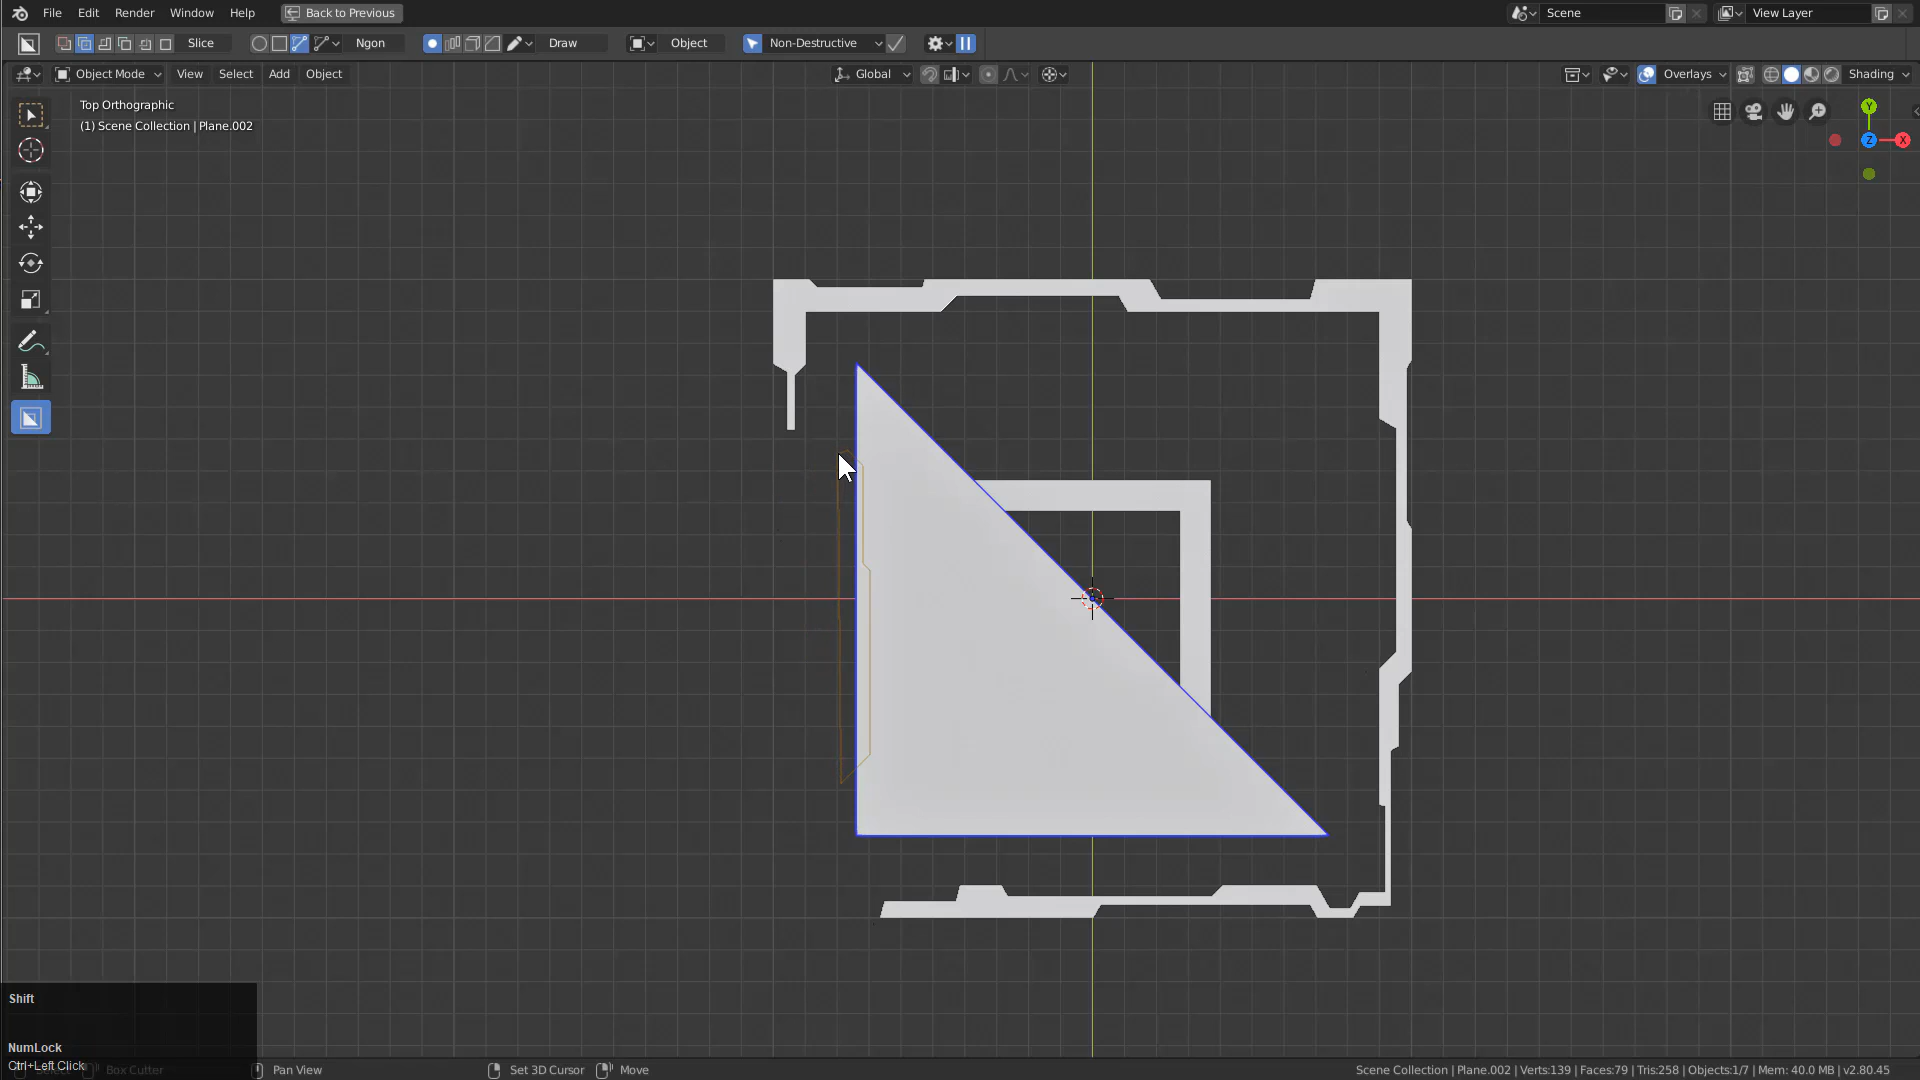 File Edit Render Window Help Back to Previous Scene View Layer
Slice Ngon Draw Object Non-Destructive
Object Mode View Select Add Object Global Overlays Shading
Top Orthographic
(1) Scene Collection | Plane.002
Y
Z X
Shift
NumLock
Ctrl+Left Click
Select Box Cutter Pan View Set 3D Cursor Move Scene Collection | Plane.002 | Verts:139 | Faces:79 | Tris:258 | Objects:1/7 | Mem: 40.0 MB | v2.80.45